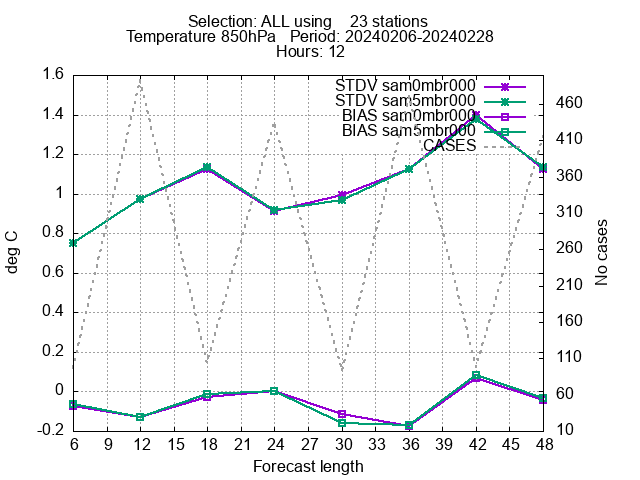 Selection: ALL using    23 stations
Temperature 850hPa   Period: 20240206-20240228
Hours: 12
STDV sam0mbr000
STDV sam5mbr000
BIAS sam0mbr000
BIAS sam5mbr000
CASES
1.6
1.4
1.2
1
0.8
0.6
0.4
0.2
0
-0.2
deg C
460
410
360
310
260
210
160
110
60
10
No cases
6 9 12 15 18 21 24 27 30 33 36 39 42 45 48
Forecast length